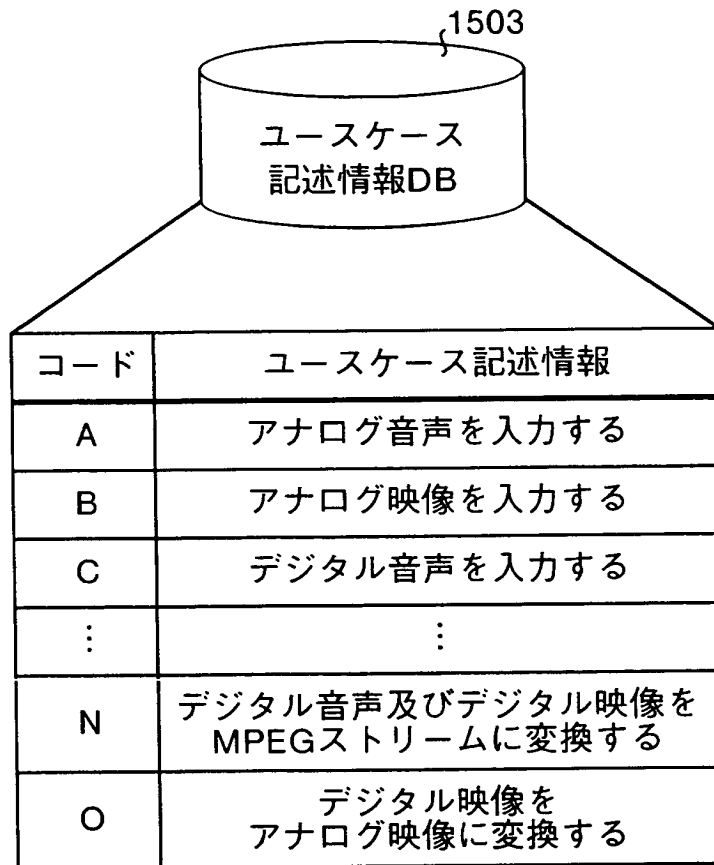 1503
ユースケース
記述情報DB
コード ユースケース記述情報
A アナログ音声を入力する
B アナログ映像を入力する
C デジタル音声を入力する
⋮ ⋮
N デジタル音声及びデジタル映像を
MPEGストリームに変換する
O デジタル映像を
アナログ映像に変換する